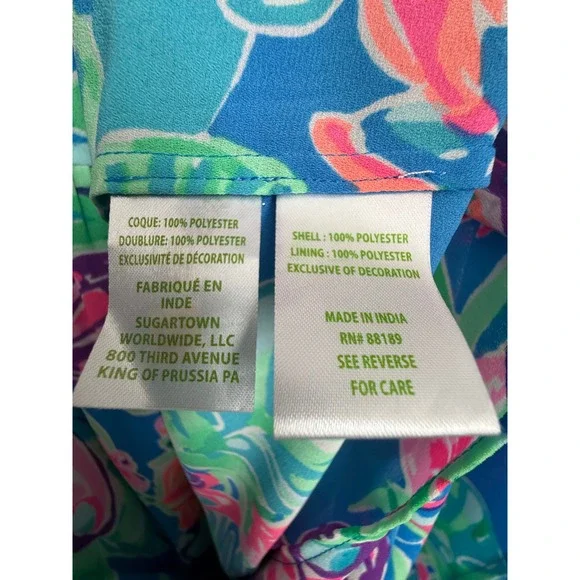 COQUE: 100% POLYESTER
DOUBLURE: 100% POLYESTER
EXCLUSIVITÉ DE DÉCORATION
FABRIQUÉ EN
INDE
SUGARTOWN
WORLDWIDE, LLC
800 THIRD AVENUE
KING OF PRUSSIA PA
SHELL : 100% POLYESTER
LINING : 100% POLYESTER
EXCLUSIVE OF DECORATION
MADE IN INDIA
RN# 88189
SEE REVERSE
FOR CARE